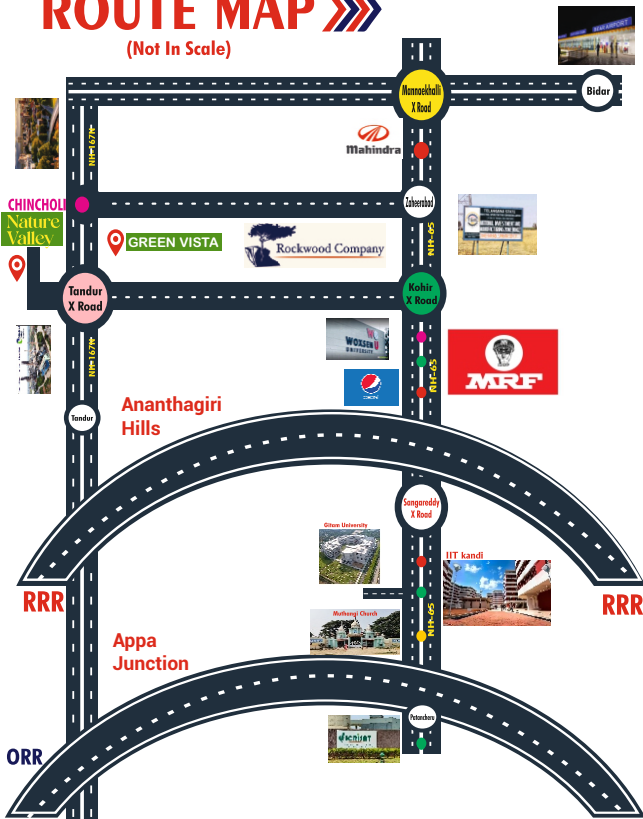 ROUTE MAP
(Not In Scale)
Mannaekhalli
X Road
Bidar
NH-167N
Mahindra
CHINCHOLI
Zaheerabad
Nature
Valley
GREEN VISTA
Rockwood Company
NH-65
Tandur
X Road
Kohir
X Road
NH-167N
WOXSEN
UNIVERSITY
NH-65
MRF
Tandur
Ananthagiri
Hills
Sangareddy
X Road
Gitam University
IIT kandi
RRR
RRR
NH-65
Muthangi Church
Appa
Junction
Patancheru
ORR
ICRISAT